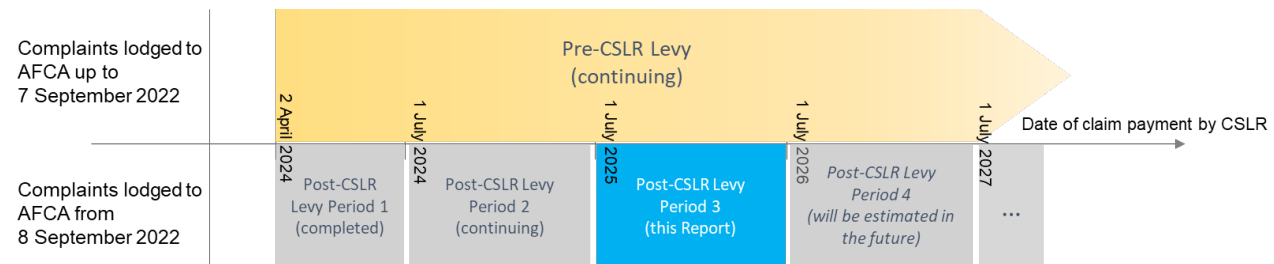 Complaints lodged to
AFCA up to
7 September 2022
Pre-CSLR Levy
(continuing)
2 April 2024
1 July 2024
1 July 2025
1 July 2026
1 July 2027
Date of claim payment by CSLR
Complaints lodged to
AFCA from
8 September 2022
Post-CSLR
Levy Period 1
(completed)
Post-CSLR Levy
Period 2
(continuing)
Post-CSLR Levy
Period 3
(this Report)
Post-CSLR Levy
Period 4
(will be estimated in
the future)
...